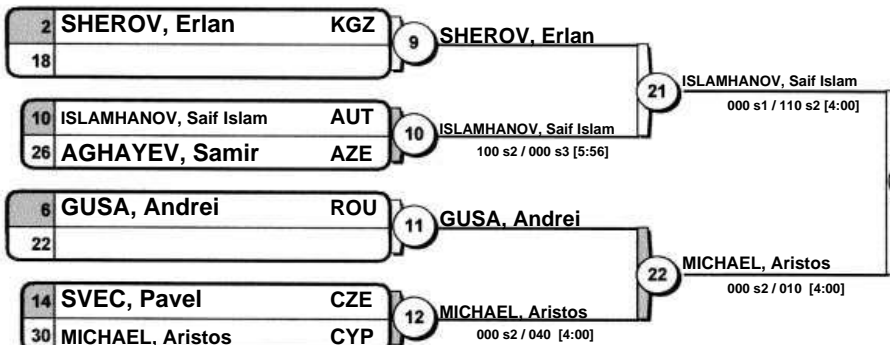 2 SHEROV, Erlan KGZ
18
9
SHEROV, Erlan
10 ISLAMHANOV, Saif Islam AUT
26 AGHAYEV, Samir AZE
10
ISLAMHANOV, Saif Islam
100 s2 / 000 s3 [5:56]
21
ISLAMHANOV, Saif Islam
000 s1 / 110 s2 [4:00]
6 GUSA, Andrei ROU
22
11
GUSA, Andrei
14 SVEC, Pavel CZE
30 MICHAEL, Aristos CYP
12
MICHAEL, Aristos
000 s2 / 040 [4:00]
22
MICHAEL, Aristos
000 s2 / 010 [4:00]